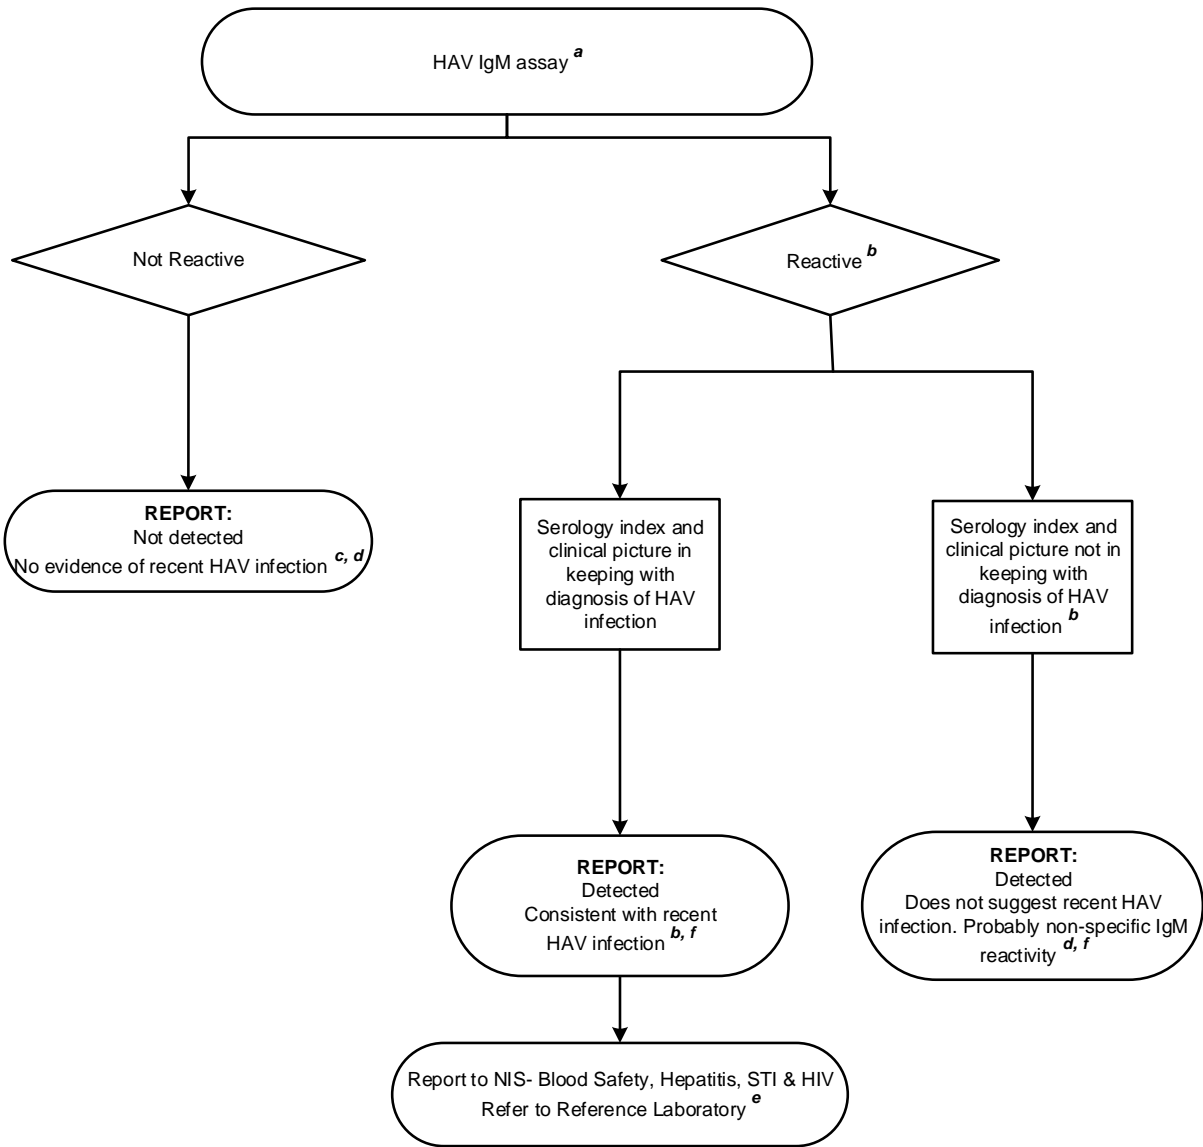 HAV IgM assay a
Not Reactive
Reactive b
REPORT:
Not detected
No evidence of recent HAV infection c, d
Serology index and
clinical picture in
keeping with
diagnosis of HAV
infection
Serology index and
clinical picture not in
keeping with
diagnosis of HAV
infection b
REPORT:
Detected
Consistent with recent
HAV infection b, f
REPORT:
Detected
Does not suggest recent HAV
infection. Probably non-specific IgM
reactivity d, f
Report to NIS- Blood Safety, Hepatitis, STI & HIV
Refer to Reference Laboratory e